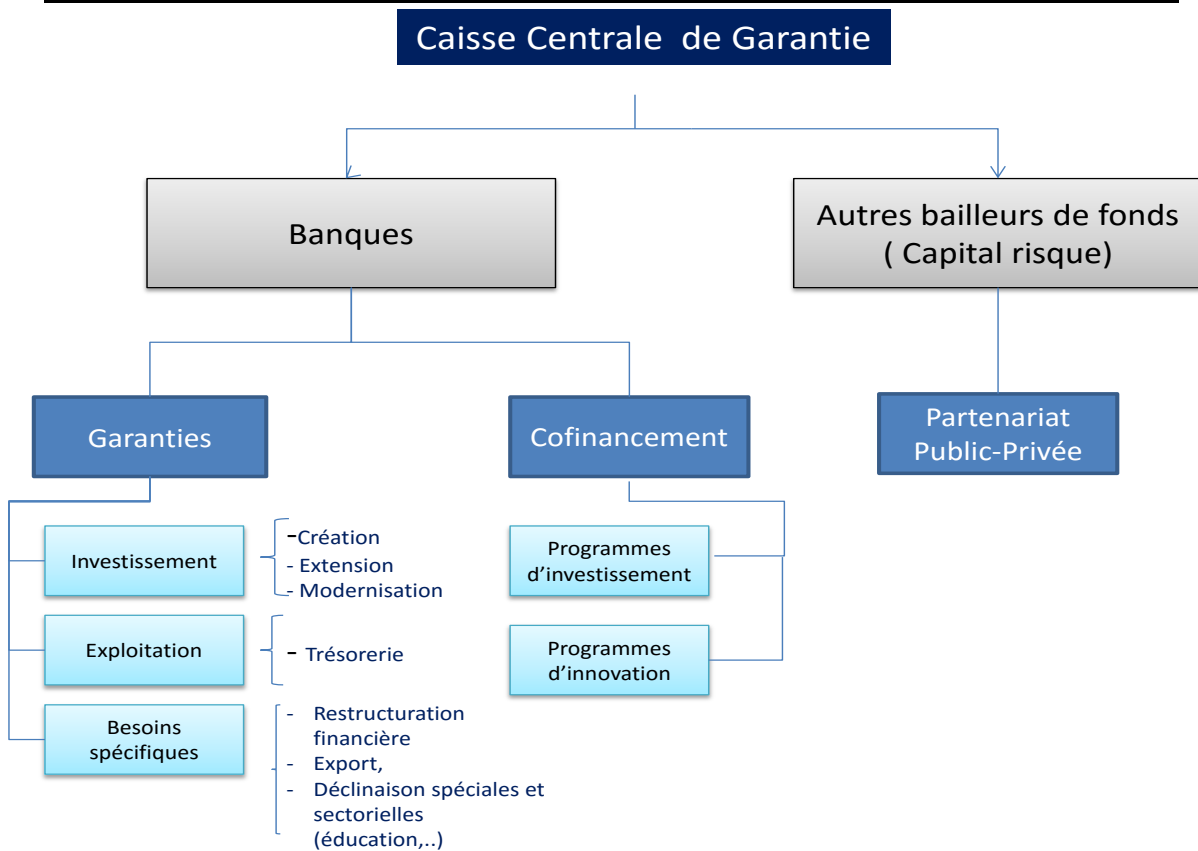 Caisse Centrale de Garantie
Banques
Autres bailleurs de fonds
( Capital risque)
Garanties
Cofinancement
Partenariat
Public-Privée
Investissement
-Création
- Extension
- Modernisation
Programmes
d’investissement
Exploitation
- Trésorerie
Programmes
d’innovation
Besoins
spécifiques
- Restructuration
financière
- Export,
- Déclinaison spéciales et
sectorielles
(éducation,..)